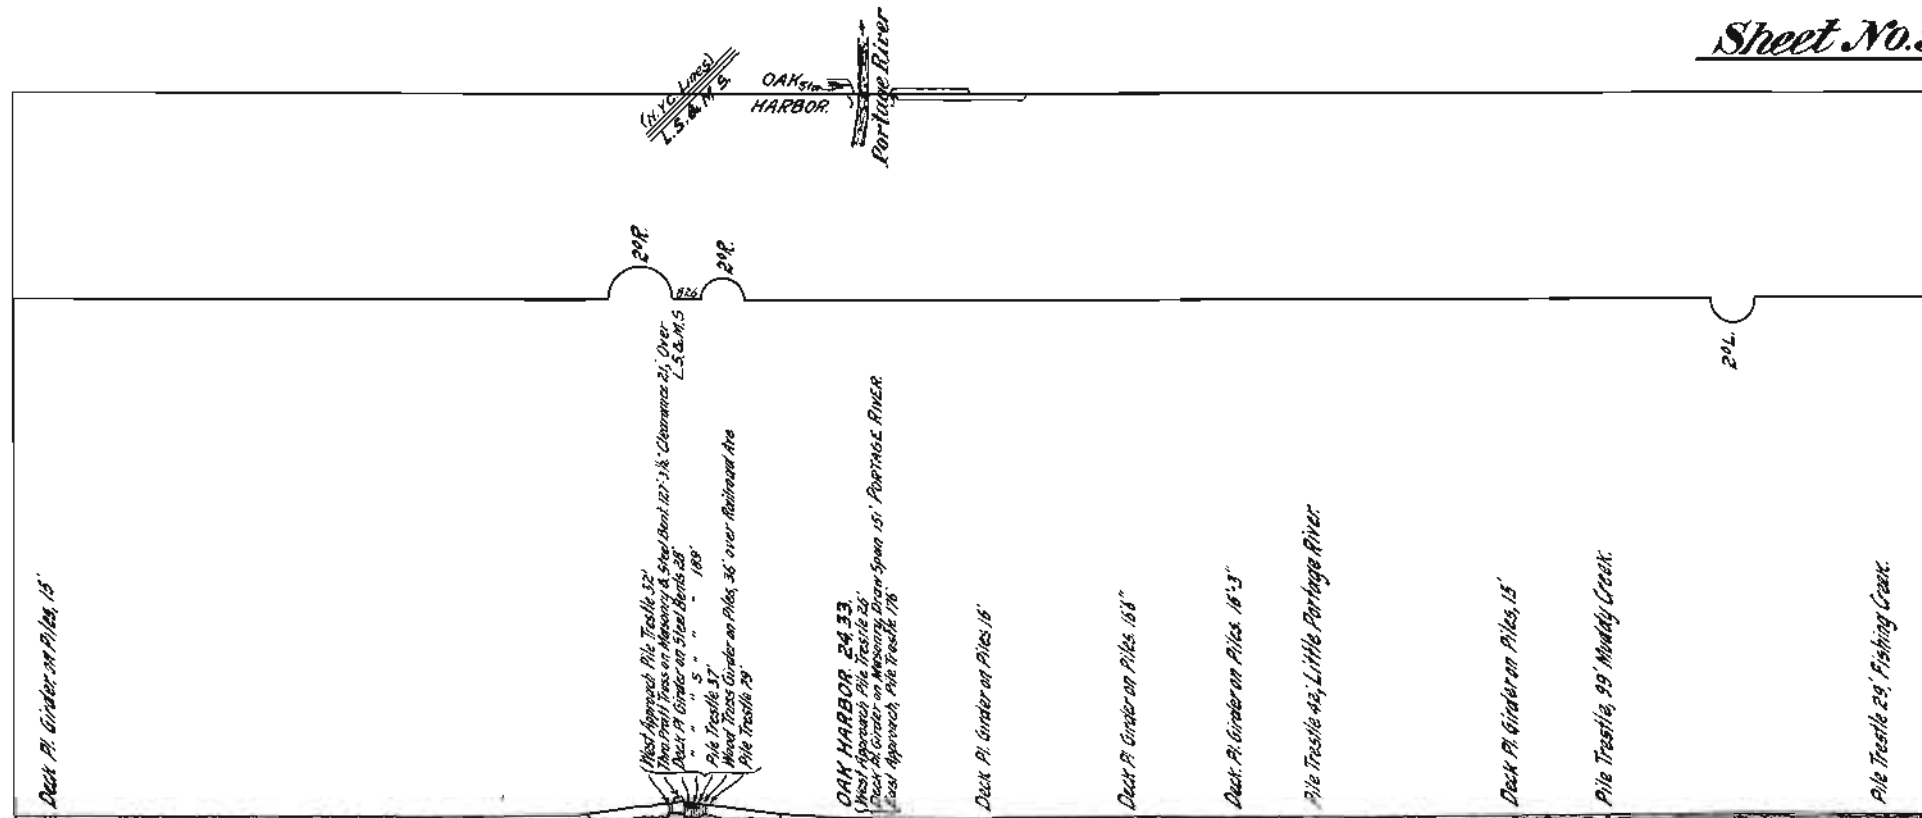 Sheet No.
(N.Y.C. Lines)
L.S. & M.S.
OAK Sta
HARBOR.
Portage River
2°R.
826
2°R.
2°L.
Deck Pl. Girder on Piles, 15'
West Approach Pile Trestle 52'
Thro Pratt Truss on Masonry & Steel Bent. Clearance 21', Over
L.S. & M.S
Deck Pl Girder on Steel Bents 28'
" " " 5 " " - 189'
Pile Trestle 37'
Wood Truss Girder on Piles, 36' over Railroad Ave
Pile Trestle 79'
OAK HARBOR. 24.33.
West Approach Pile Trestle 26'
Deck Pl. Girder on Masonry, Draw Span 151' PORTAGE RIVER.
East Approach, Pile Trestle 176'
Deck Pl. Girder on Piles 16'
Deck Pl Girder on Piles. 16'6"
Deck. Pl. Girder on Piles. 16'-3"
Pile Trestle 42', Little Portage River.
Deck Pl. Girder on Piles, 15'
Pile Trestle, 99' Muddy Creek.
Pile Trestle 29', Fishing Creek.